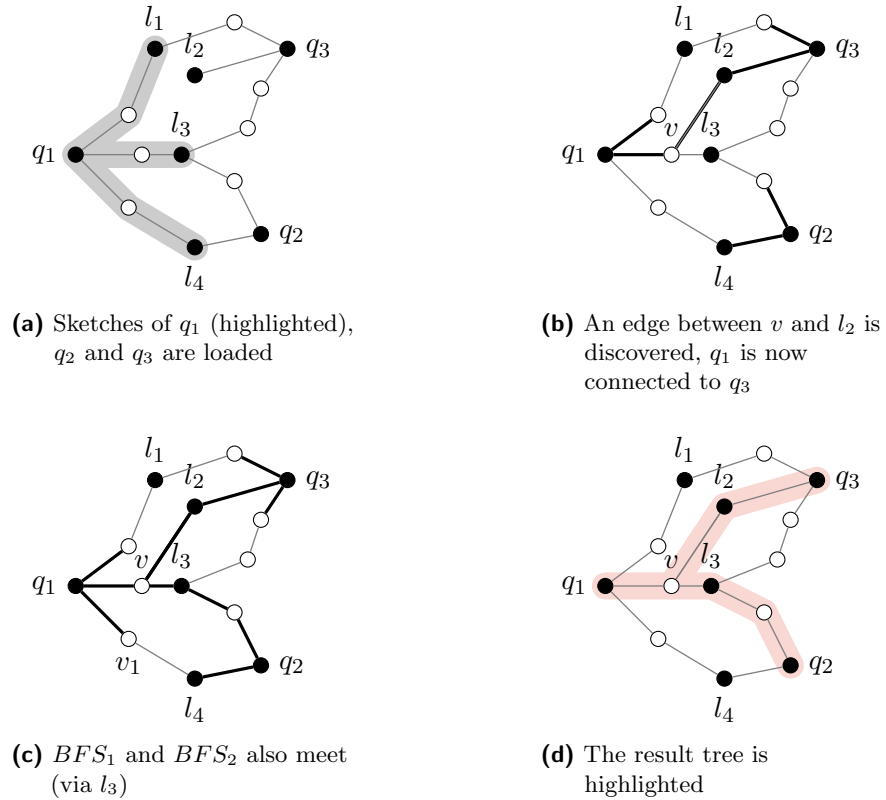 l1
l2
q3
l3
q1
q2
l4
(a) Sketches of q1 (highlighted),
q2 and q3 are loaded
l1
l2
q3
v
l3
q1
q2
l4
(b) An edge between v and l2 is
discovered, q1 is now
connected to q3
l1
l2
q3
v
l3
q1
v1
q2
l4
(c) BFS1 and BFS2 also meet
(via l3)
l1
l2
q3
v
l3
q1
q2
l4
(d) The result tree is
highlighted